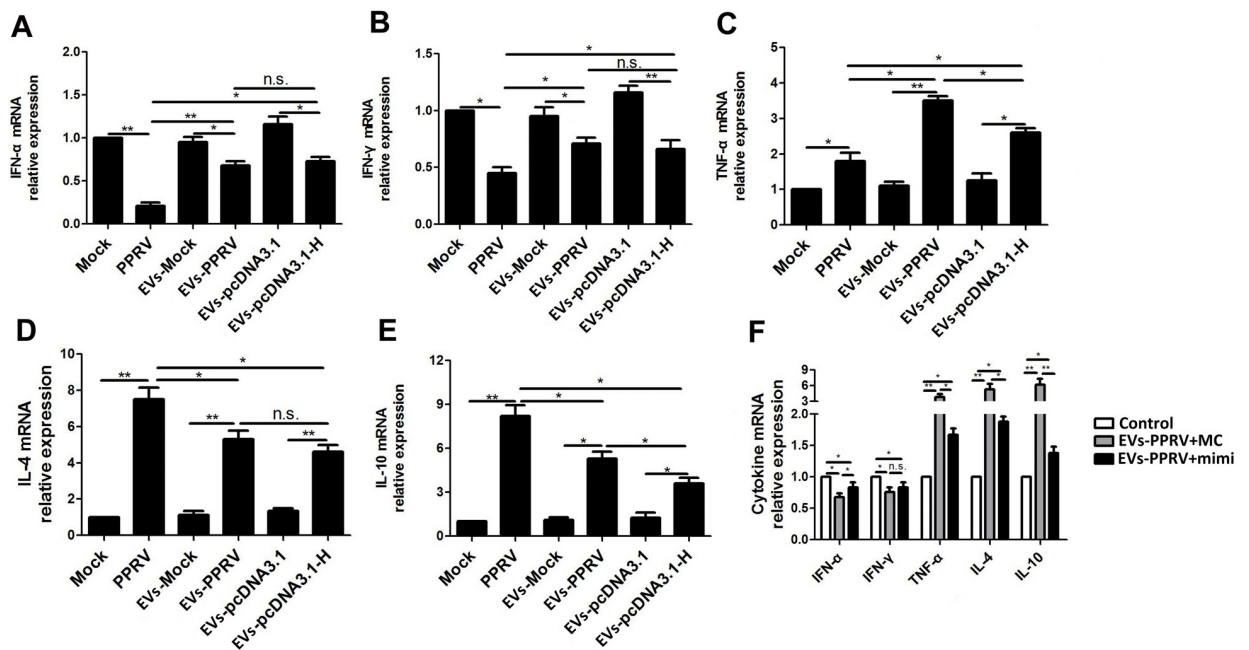 A
IFN-α mRNA
relative expression
2.0
1.5
1.0
0.5
0.0
**
**
*
*
n.s.
*
Mock
PPRV
EVs-Mock
EVs-PPRV
EVs-pcDNA3.1
EVs-pcDNA3.1-H
B
IFN-γ mRNA
relative expression
1.5
1.0
0.5
0.0
*
*
*
*
n.s.
**
Mock
PPRV
EVs-Mock
EVs-PPRV
EVs-pcDNA3.1
EVs-pcDNA3.1-H
C
TNF-α mRNA
relative expression
5
4
3
2
1
0
*
*
*
**
*
*
Mock
PPRV
EVs-Mock
EVs-PPRV
EVs-pcDNA3.1
EVs-pcDNA3.1-H
D
IL-4 mRNA
relative expression
10
8
6
4
2
0
**
*
*
**
n.s.
**
Mock
PPRV
EVs-Mock
EVs-PPRV
EVs-pcDNA3.1
EVs-pcDNA3.1-H
E
IL-10 mRNA
relative expression
12
9
6
3
0
**
*
*
*
*
*
Mock
PPRV
EVs-Mock
EVs-PPRV
EVs-pcDNA3.1
EVs-pcDNA3.1-H
F
Cytokine mRNA
relative expression
9
6
3
2.0
1.5
1.0
0.5
0.0
*
* *
*
* n.s.
*
** *
*
** *
*
** **
IFN-α
IFN-γ
TNF-α
IL-4
IL-10
Control
EVs-PPRV+MC
EVs-PPRV+mimi